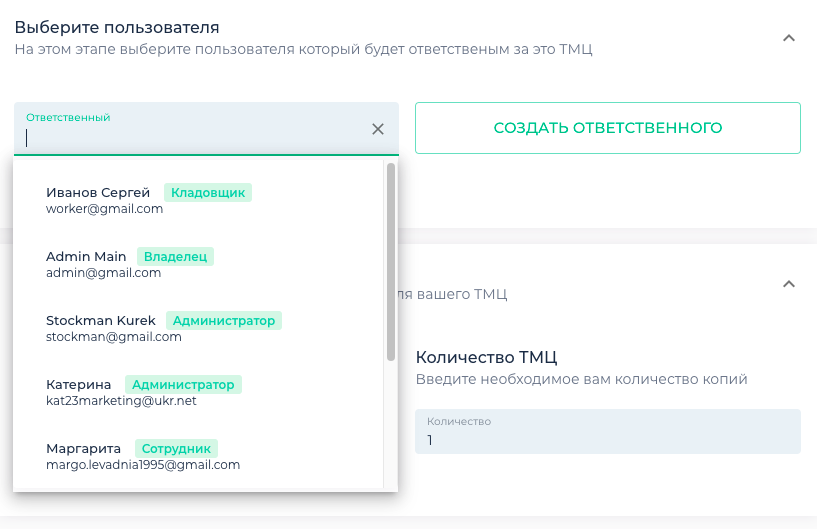 Выберите пользователя
На этом этапе выберите пользователя который будет ответственым за это ТМЦ
Ответственный
СОЗДАТЬ ОТВЕТСТВЕННОГО
Иванов Сергей Кладовщик
worker@gmail.com
Admin Main Владелец
admin@gmail.com
Stockman Kurek Администратор
stockman@gmail.com
Катерина Администратор
kat23marketing@ukr.net
Маргарита Сотрудник
margo.levadnia1995@gmail.com
ля вашего ТМЦ
Количество ТМЦ
Введите необходимое вам количество копий
Количество
1